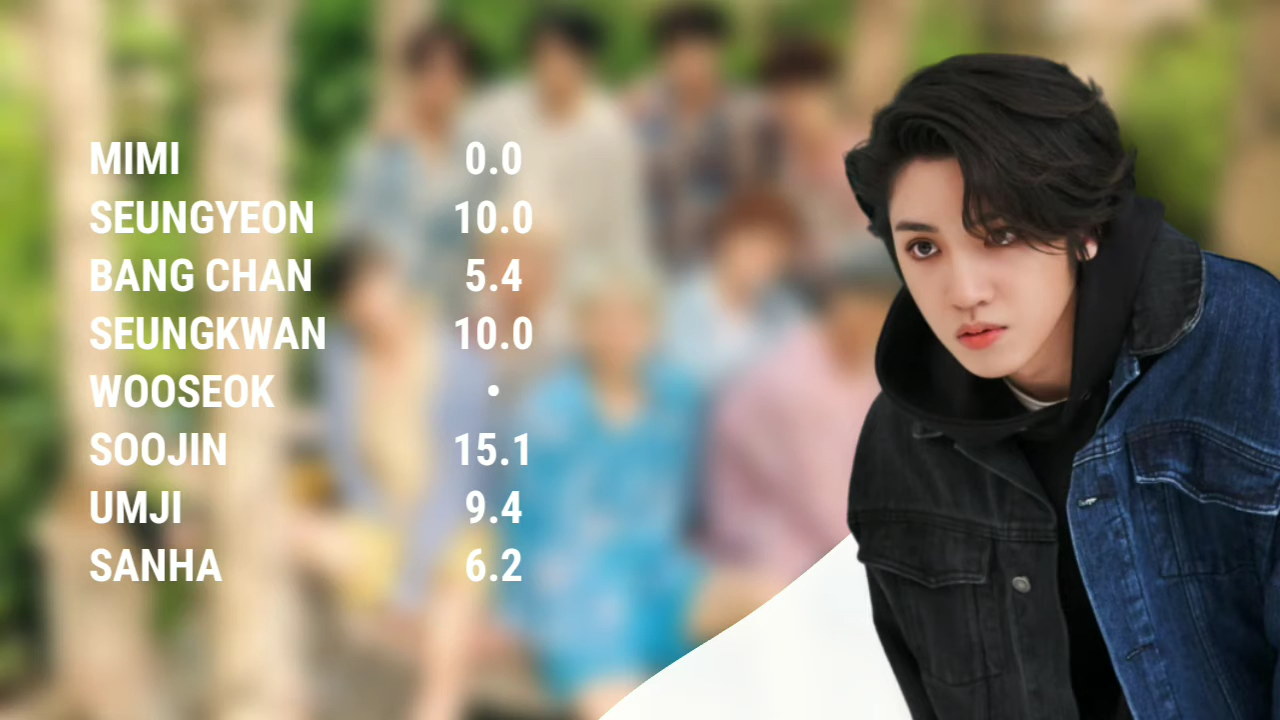 MIMI 0.0
SEUNGYEON 10.0
BANG CHAN 5.4
SEUNGKWAN 10.0
WOOSEOK •
SOOJIN 15.1
UMJI 9.4
SANHA 6.2